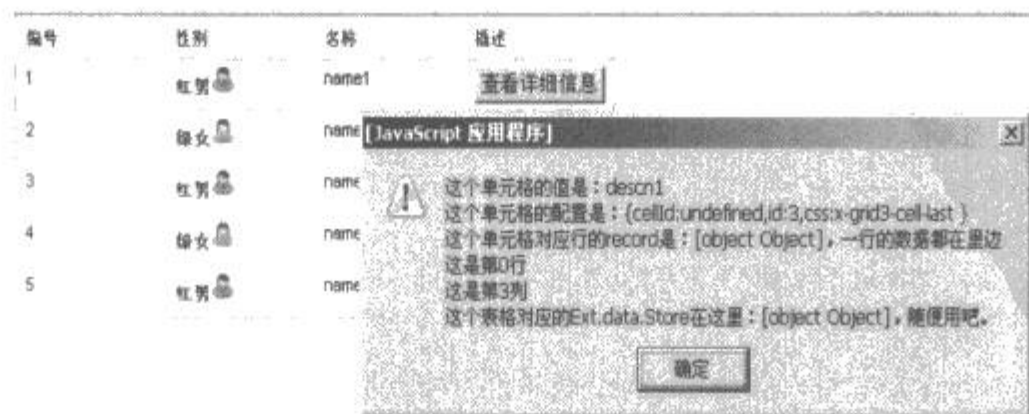 编号 性别 名称 描述
1 红男 name1 查看详细信息
2 绿女 name
3 红男 name
4 绿女 name
5 红男 name
[JavaScript 应用程序]
这个单元格的值是：descn1
这个单元格的配置是：{cellId:undefined,id:3,css:x-grid3-cell-last }
这个单元格对应行的record是：[object Object]，一行的数据都在里边
这是第0行
这是第3列
这个表格对应的Ext.data.Store在这里：[object Object]，随便用吧。
确定